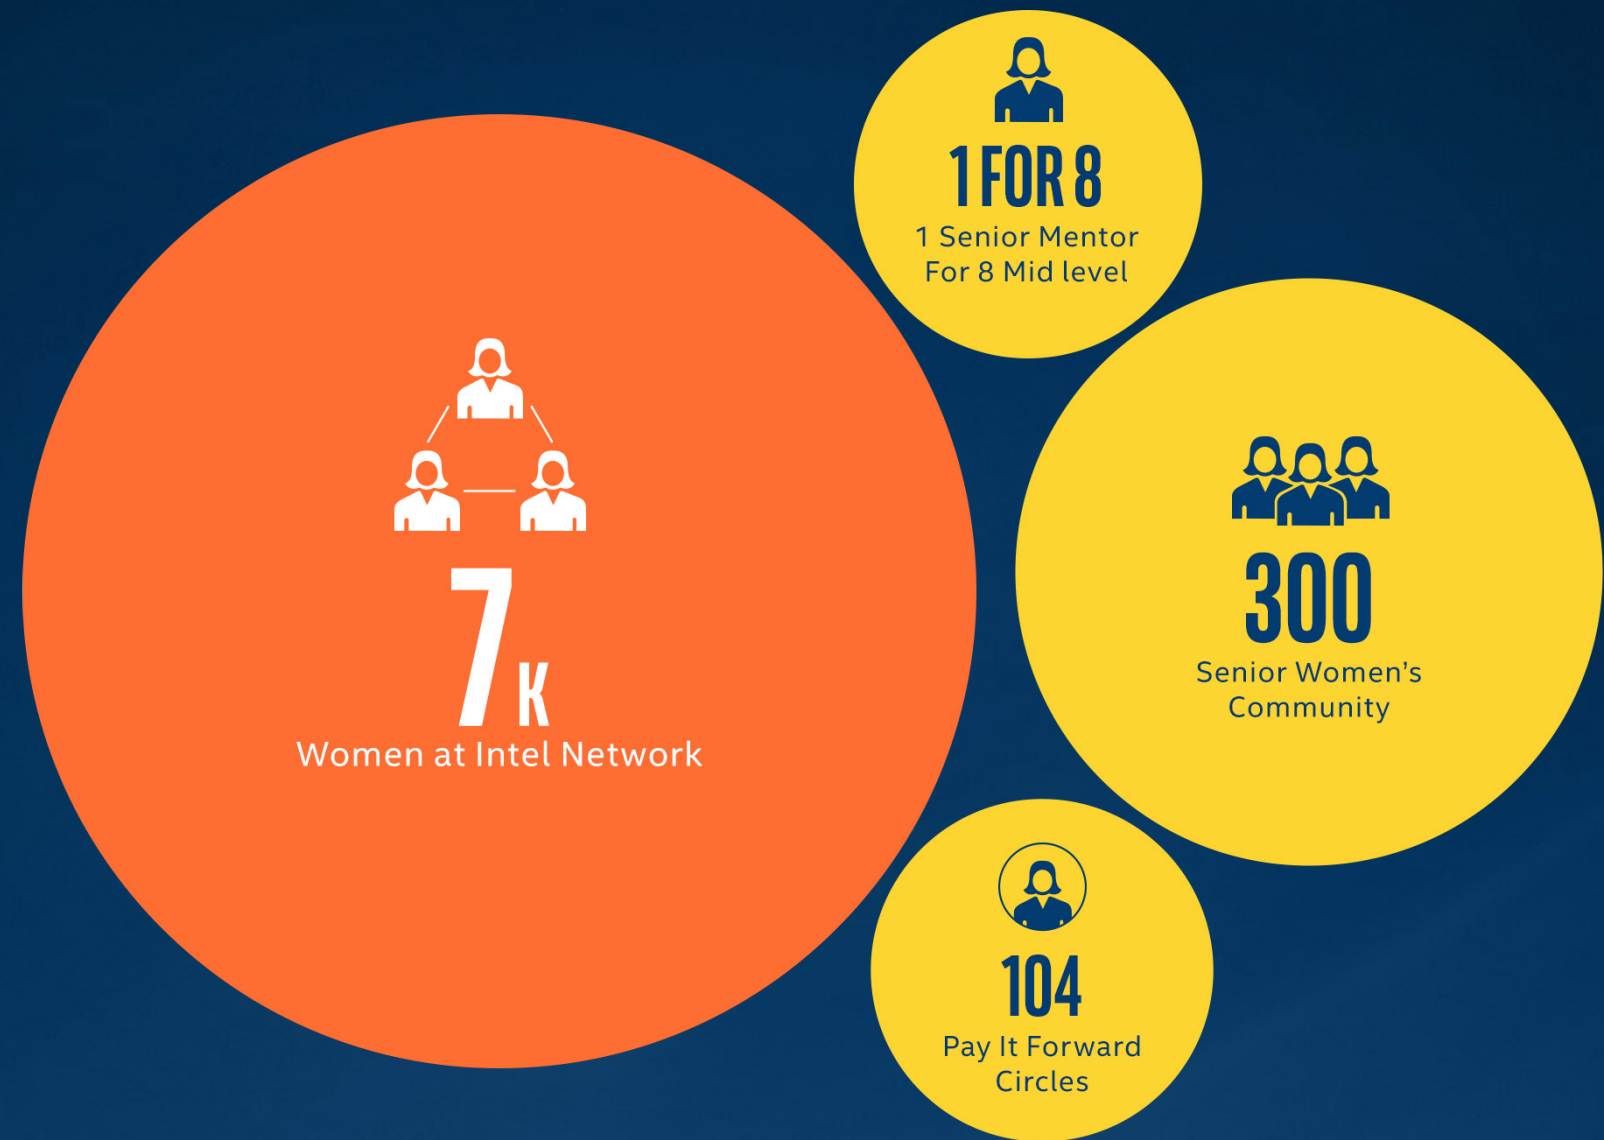 1 FOR 8
1 Senior Mentor
For 8 Mid level
7K
Women at Intel Network
300
Senior Women's
Community
104
Pay It Forward
Circles